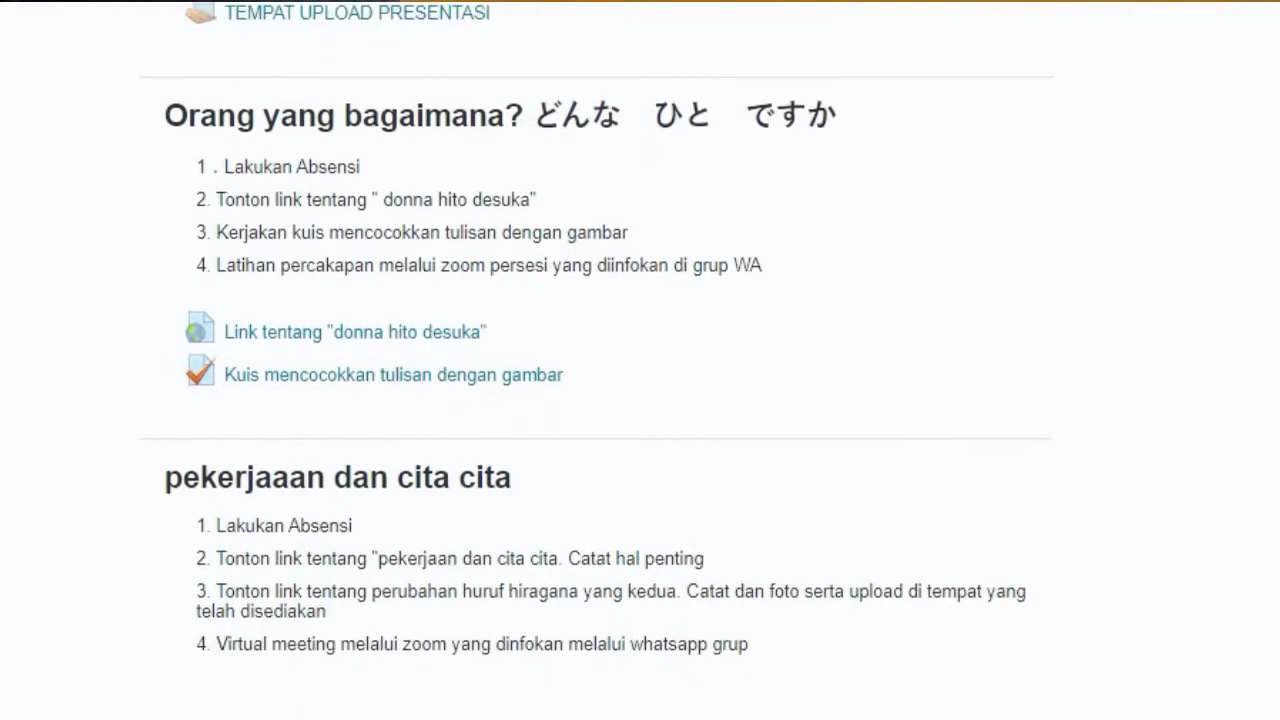 TEMPAT UPLOAD PRESENTASI
Orang yang bagaimana? どんな　ひと　ですか
1 . Lakukan Absensi
2. Tonton link tentang " donna hito desuka"
3. Kerjakan kuis mencocokkan tulisan dengan gambar
4. Latihan percakapan melalui zoom persesi yang diinfokan di grup WA
Link tentang "donna hito desuka"
Kuis mencocokkan tulisan dengan gambar
pekerjaaan dan cita cita
1. Lakukan Absensi
2. Tonton link tentang "pekerjaan dan cita cita. Catat hal penting
3. Tonton link tentang perubahan huruf hiragana yang kedua. Catat dan foto serta upload di tempat yang
telah disediakan
4. Virtual meeting melalui zoom yang dinfokan melalui whatsapp grup